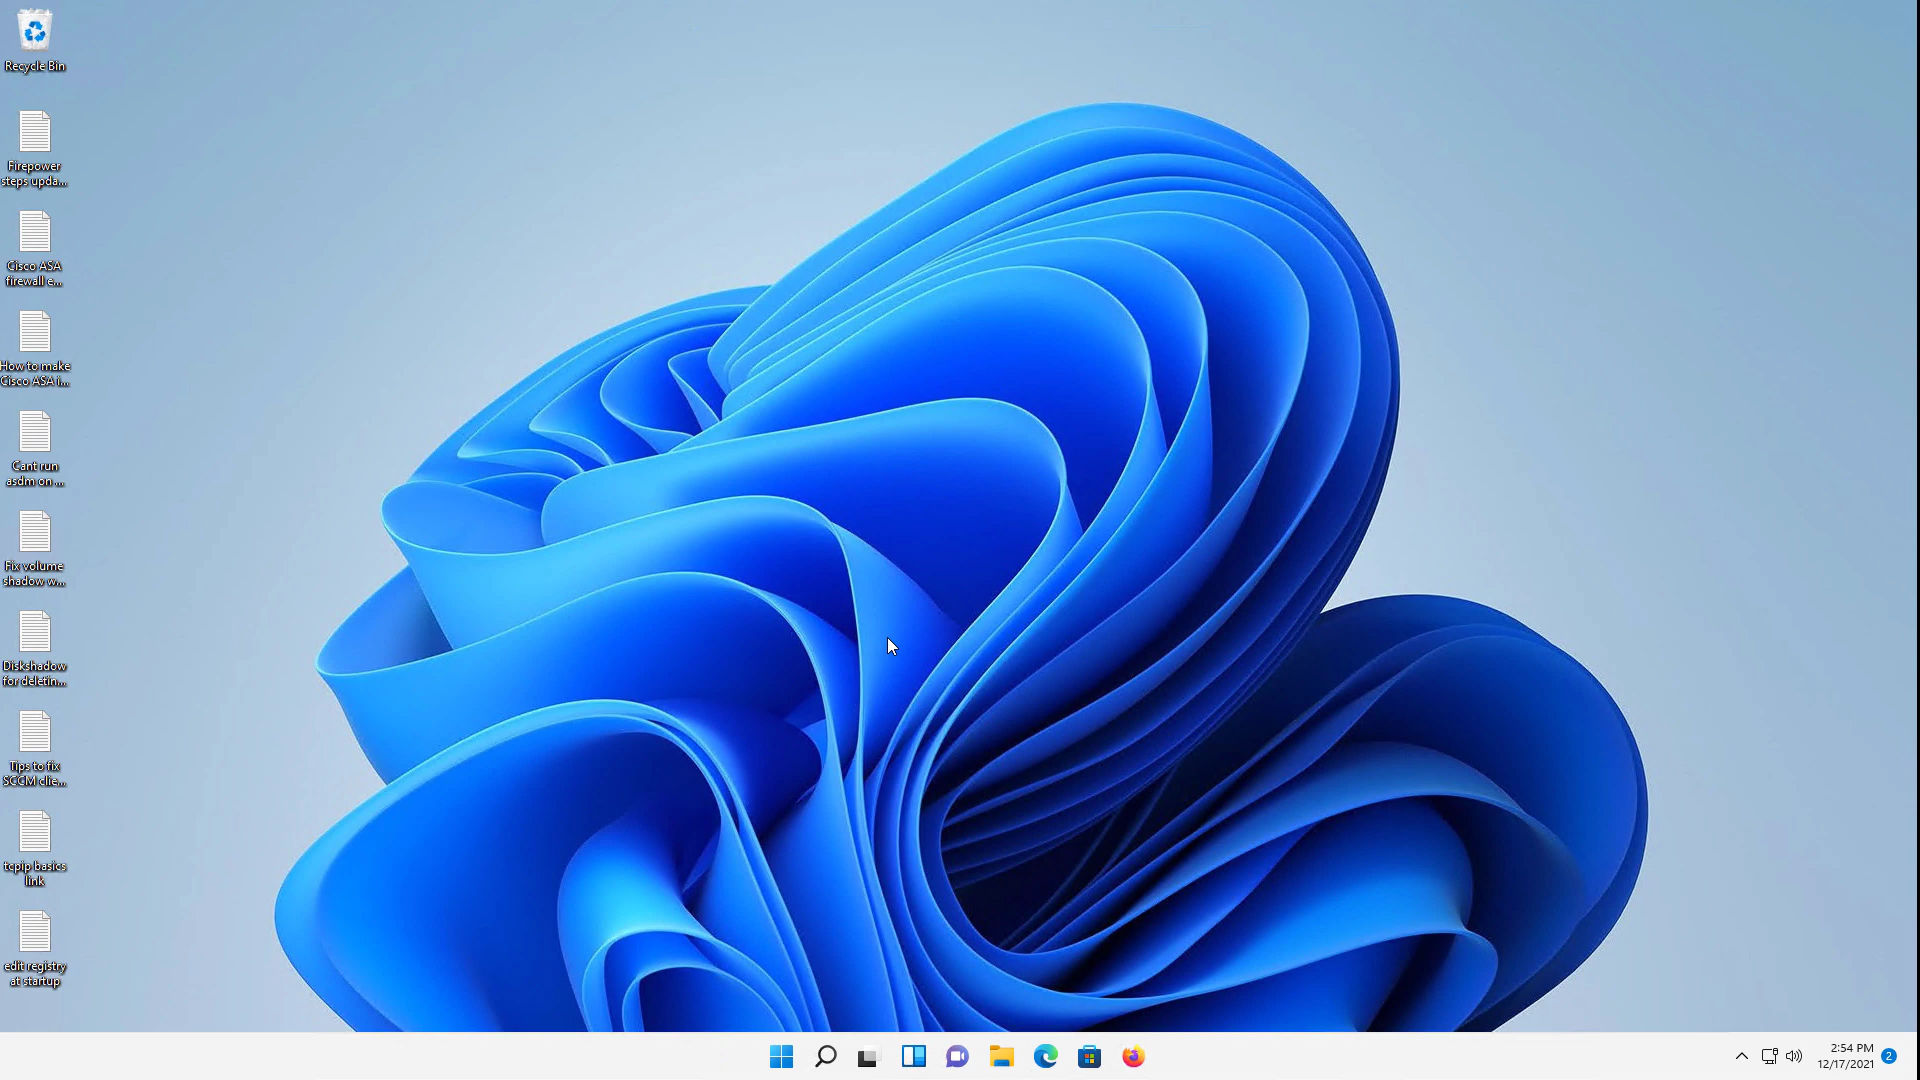 Recycle Bin
Firepower
steps upda...
Cisco ASA
firewall e...
How to make
Cisco ASA i...
Cant run
asdm on ...
Fix volume
shadow w...
Diskshadow
for deletin...
Tips to fix
SCCM clie...
tcpip basics
link
edit registry
at startup
2:54 PM
12/17/2021
2